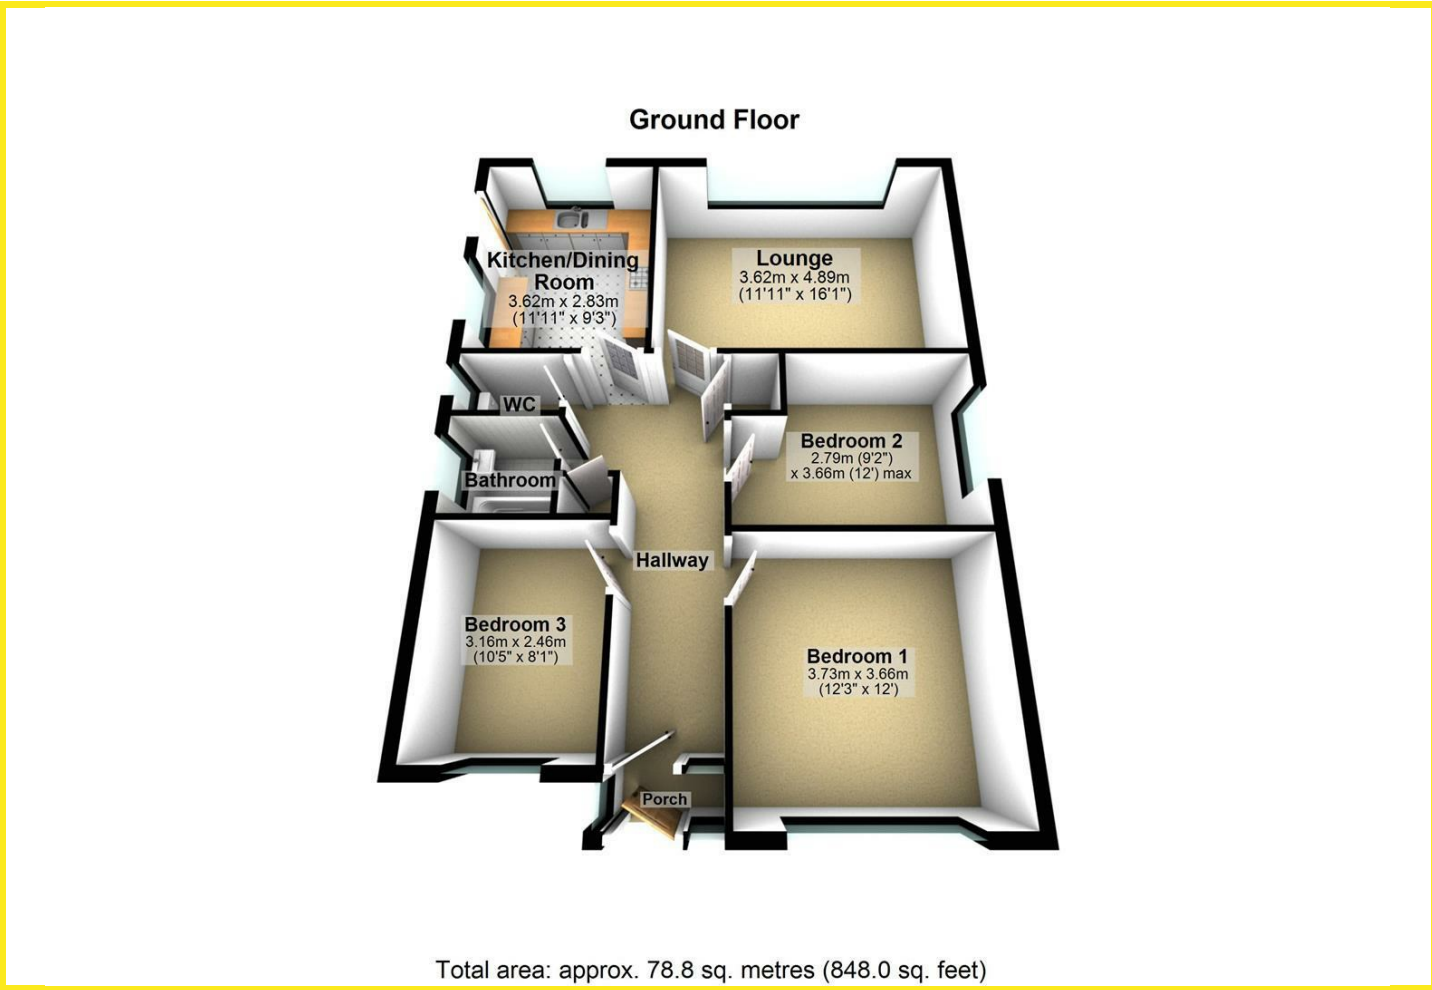 Ground Floor
Kitchen/Dining
Room
3.62m x 2.83m
(11'11" x 9'3")
Lounge
3.62m x 4.89m
(11'11" x 16'1")
WC
Bedroom 2
2.79m (9'2")
x 3.66m (12') max
Bathroom
Hallway
Bedroom 3
3.16m x 2.46m
(10'5" x 8'1")
Bedroom 1
3.73m x 3.66m
(12'3" x 12')
Porch
Total area: approx. 78.8 sq. metres (848.0 sq. feet)